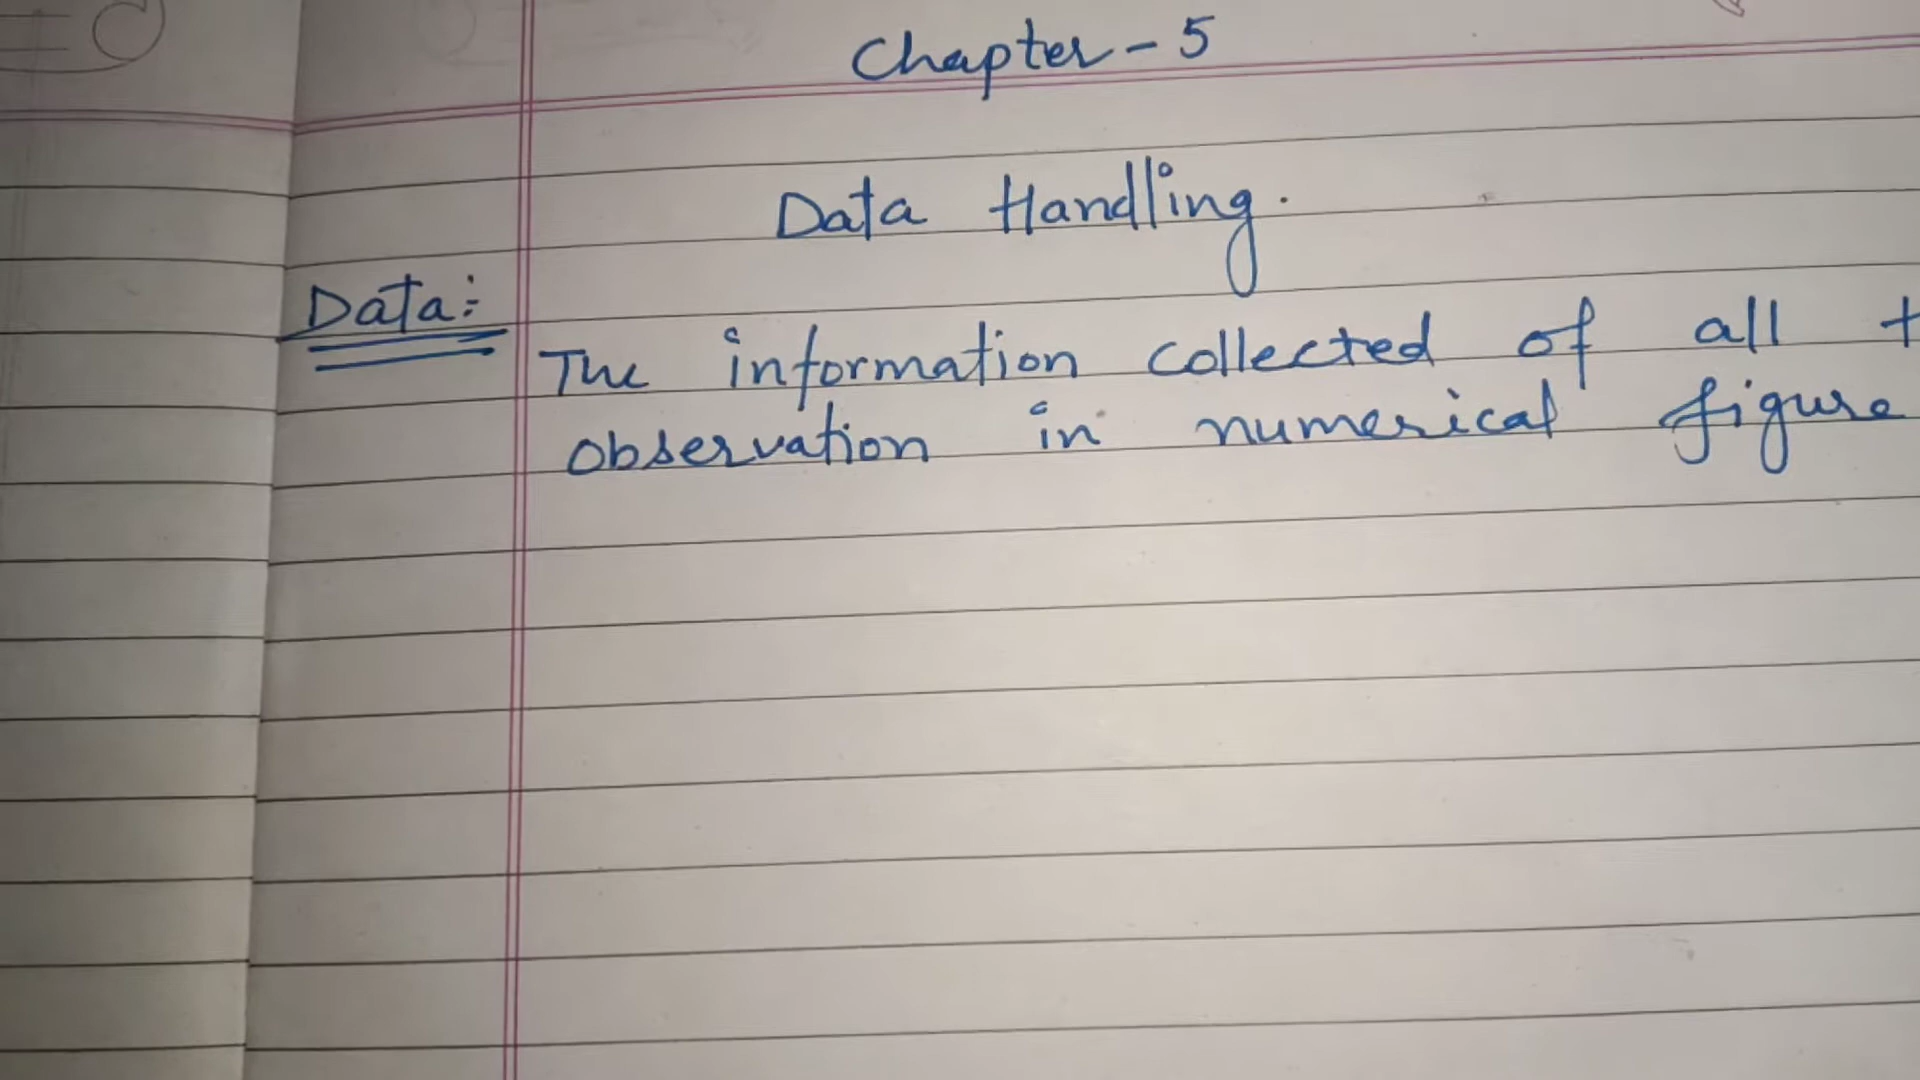 Chapter - 5
Data Handling.
Data:
The information collected of all
observation in numerical figure